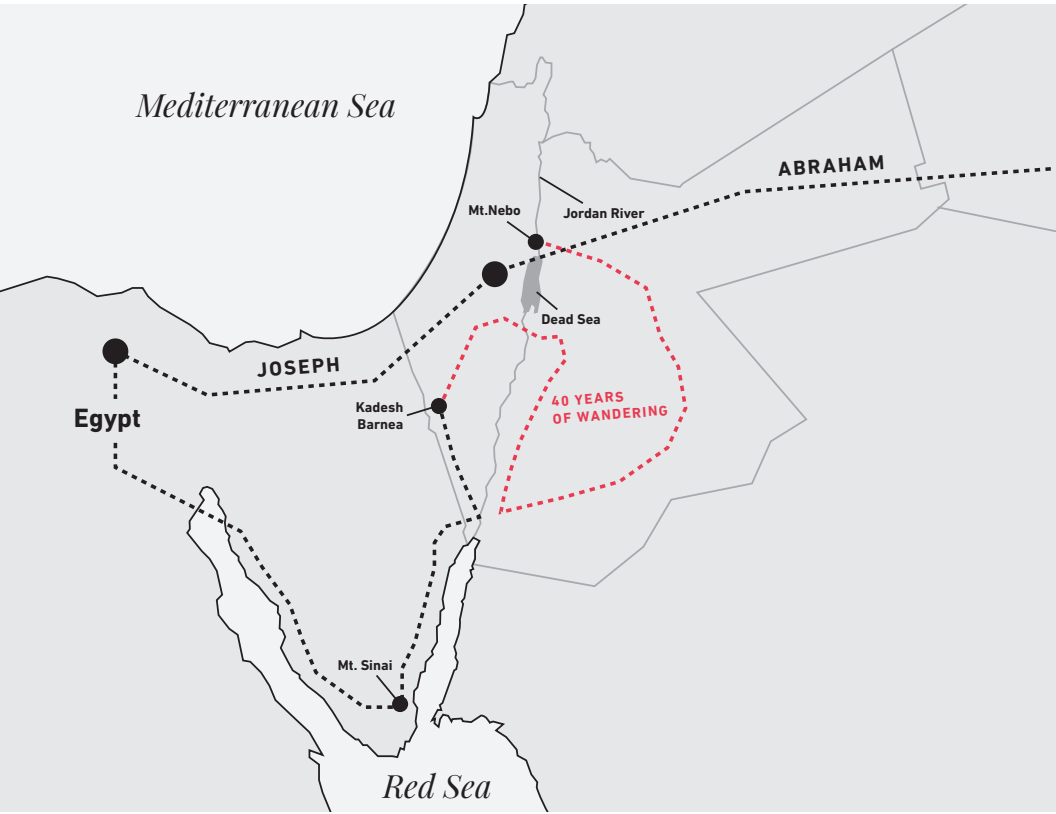 Mediterranean Sea
ABRAHAM
Mt.Nebo
Jordan River
Dead Sea
JOSEPH
Egypt
Kadesh
Barnea
40 YEARS
OF WANDERING
Mt. Sinai
Red Sea